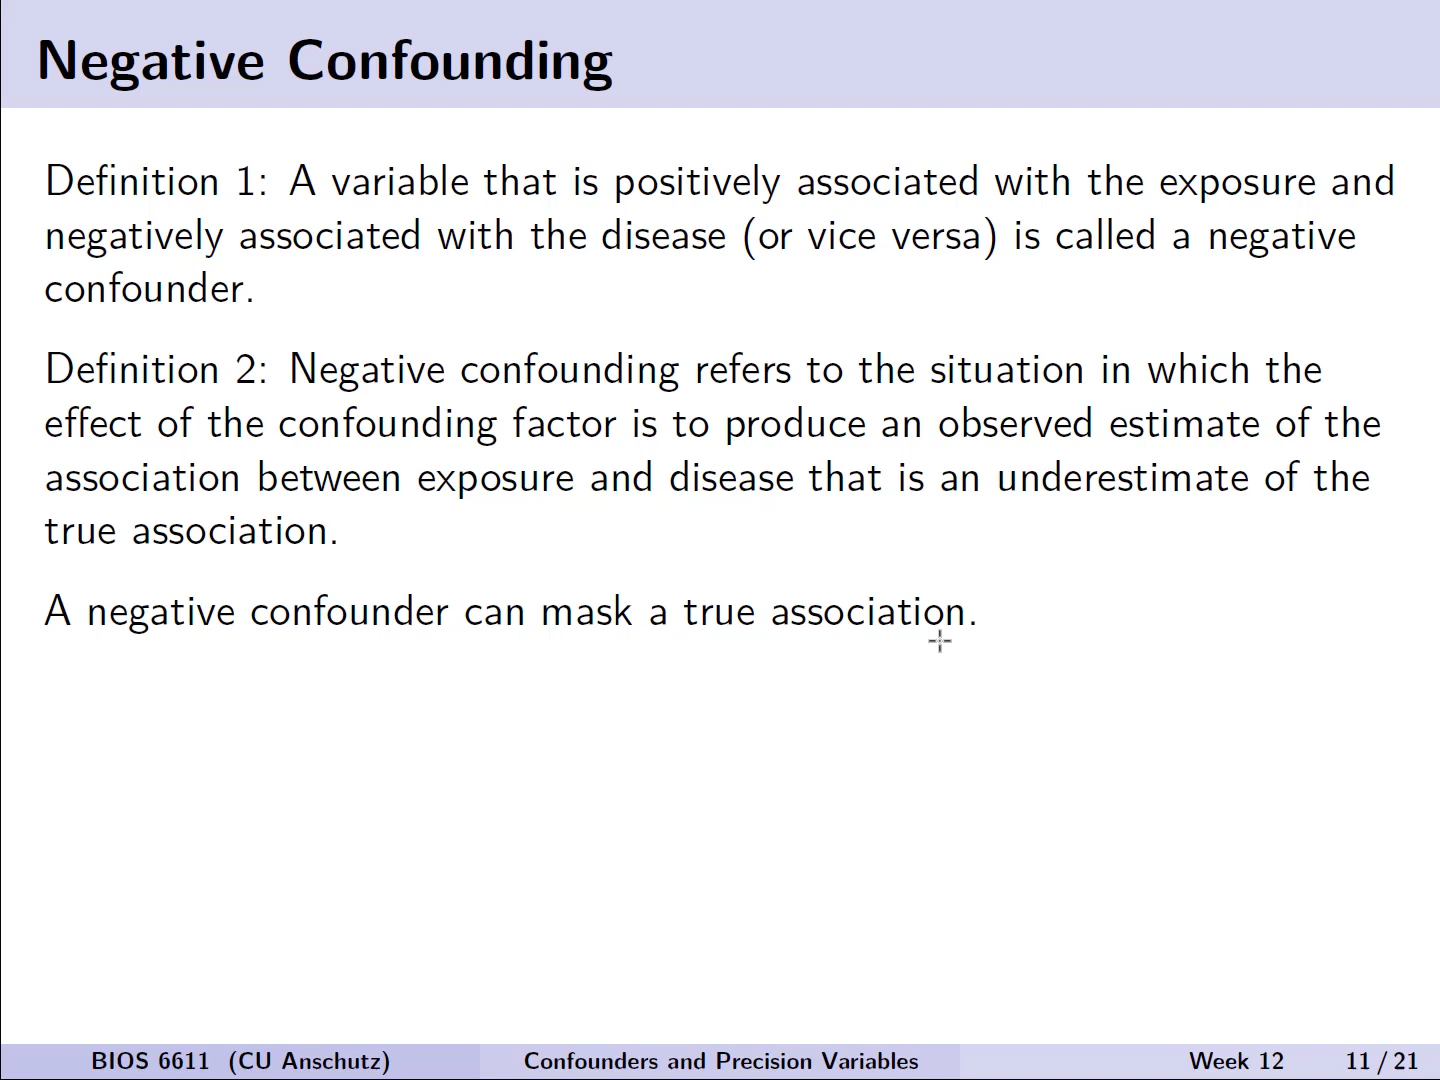 Negative Confounding
Definition 1: A variable that is positively associated with the exposure and
negatively associated with the disease (or vice versa) is called a negative
confounder.
Definition 2: Negative confounding refers to the situation in which the
effect of the confounding factor is to produce an observed estimate of the
association between exposure and disease that is an underestimate of the
true association.
A negative confounder can mask a true association.
BIOS 6611 (CU Anschutz) Confounders and Precision Variables Week 12 11 / 21